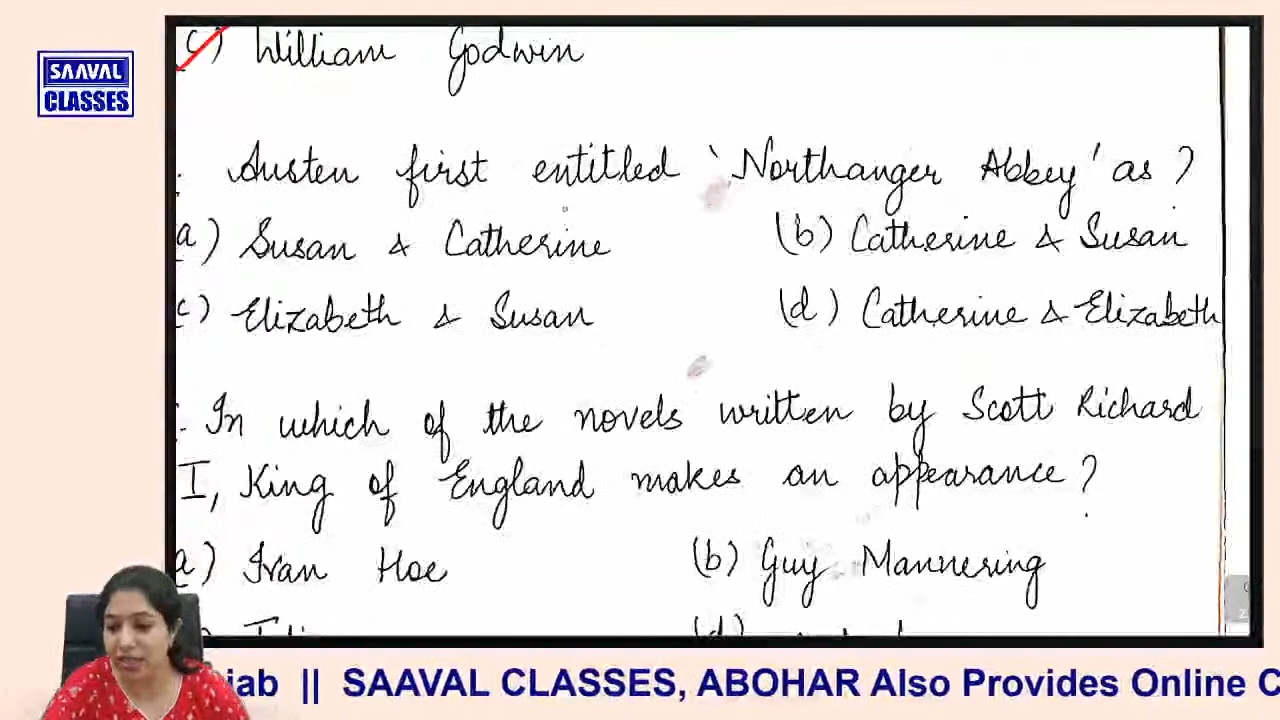 SAAVAL
CLASSES
c) William Godwin
. Austen first entitled 'Northanger Abbey' as ?
a) Susan & Catherine (b) Catherine & Susan
c) Elizabeth & Susan (d) Catherine & Elizabeth
. In which of the novels written by Scott Richard
I, King of England makes an appearance ?
a) Ivan Hoe (b) Guy Mannering
(d)
jab || SAAVAL CLASSES, ABOHAR Also Provides Online C